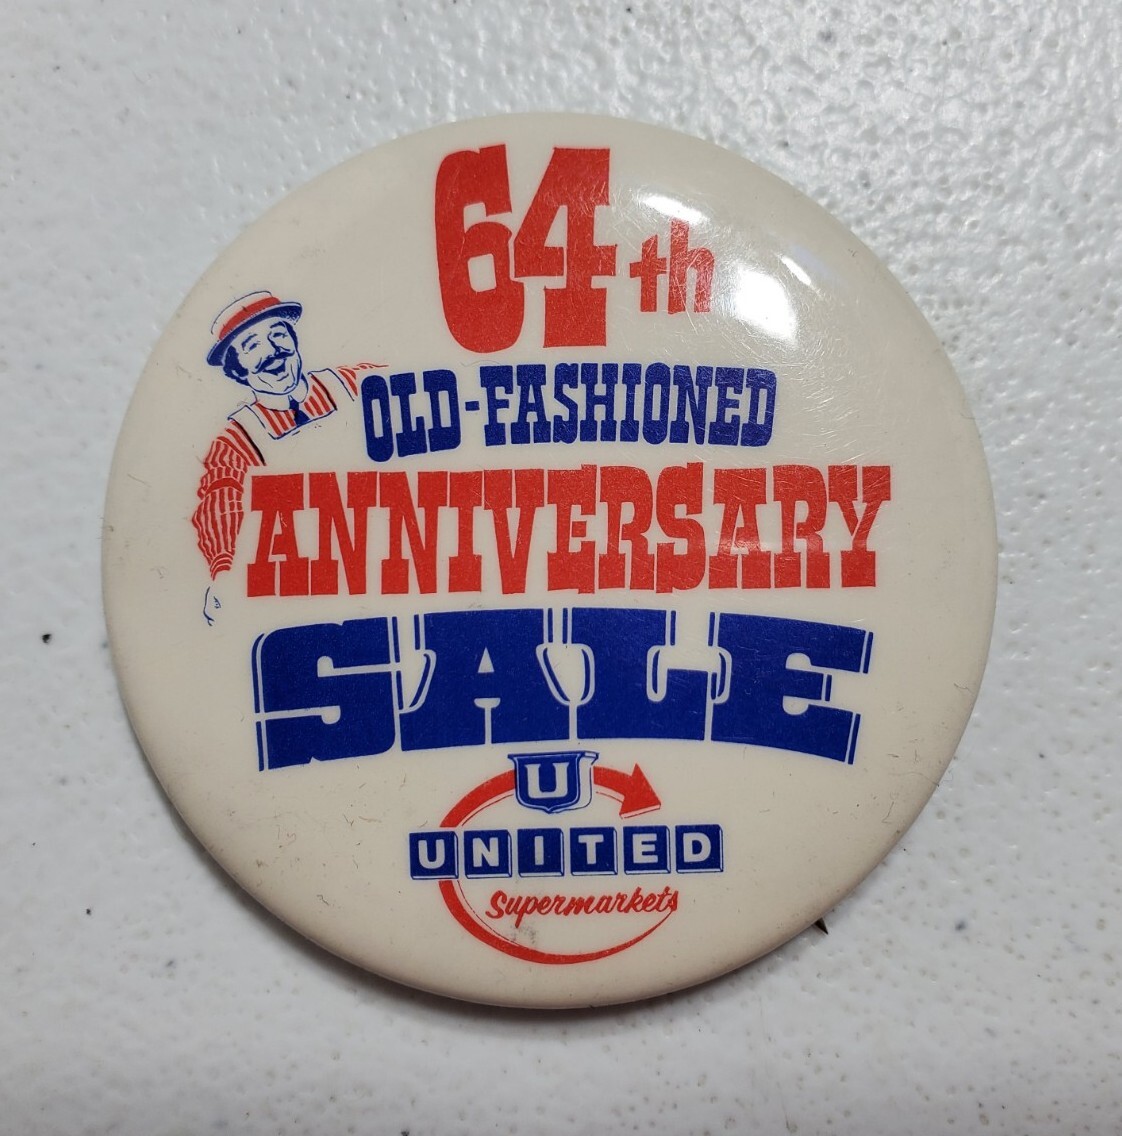 64th
OLD-FASHIONED
ANNIVERSARY
SALE
U
UNITED
Supermarkets